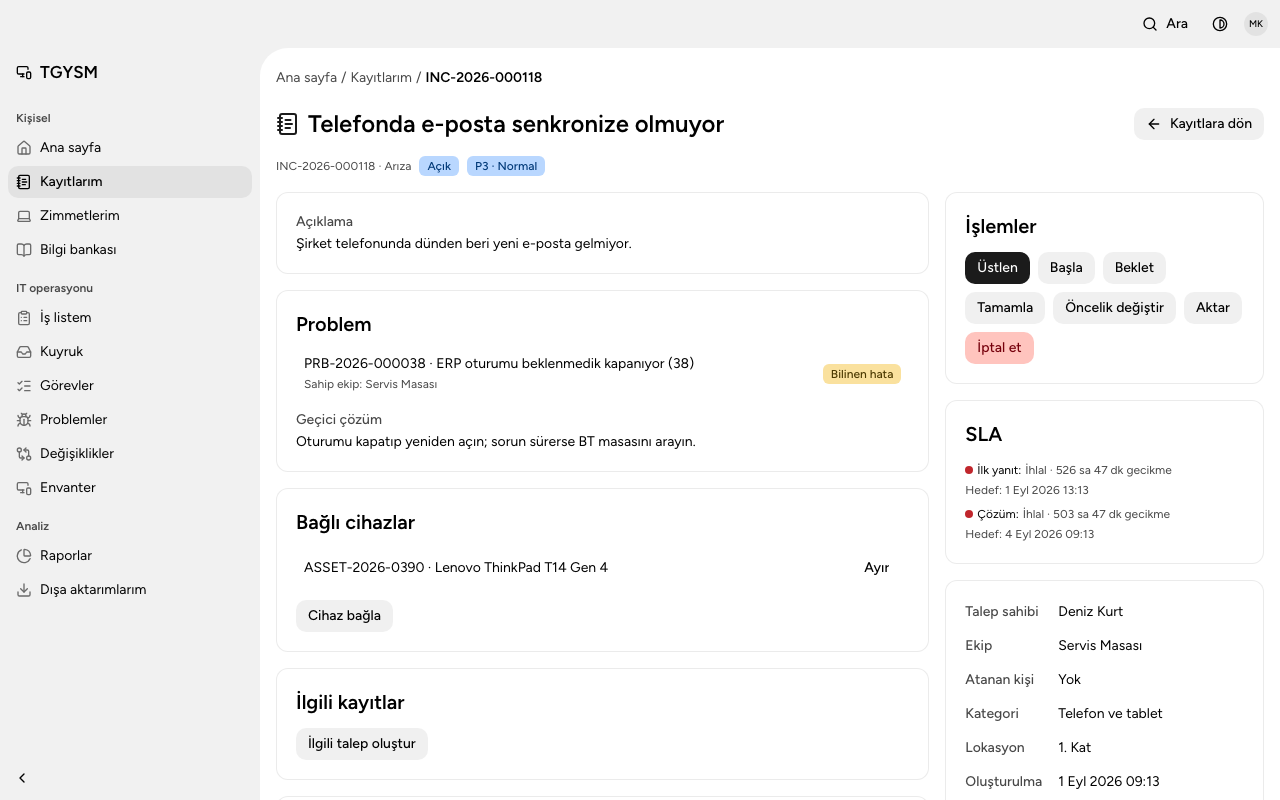 Ara
MK
TGYSM
Kişisel
Ana sayfa
Kayıtlarım
Zimmetlerim
Bilgi bankası
IT operasyonu
İş listem
Kuyruk
Görevler
Problemler
Değişiklikler
Envanter
Analiz
Raporlar
Dışa aktarımlarım
Ana sayfa / Kayıtlarım / INC-2026-000118
Telefonda e-posta senkronize olmuyor
Kayıtlara dön
INC-2026-000118 · Arıza Açık P3 · Normal
Açıklama
Şirket telefonunda dünden beri yeni e-posta gelmiyor.
Problem
PRB-2026-000038 · ERP oturumu beklenmedik kapanıyor (38)
Sahip ekip: Servis Masası
Bilinen hata
Geçici çözüm
Oturumu kapatıp yeniden açın; sorun sürerse BT masasını arayın.
Bağlı cihazlar
ASSET-2026-0390 · Lenovo ThinkPad T14 Gen 4 Ayır
Cihaz bağla
İlgili kayıtlar
İlgili talep oluştur
İşlemler
Üstlen Başla Beklet
Tamamla Öncelik değiştir Aktar
İptal et
SLA
İlk yanıt: İhlal · 526 sa 47 dk gecikme
Hedef: 1 Eyl 2026 13:13
Çözüm: İhlal · 503 sa 47 dk gecikme
Hedef: 4 Eyl 2026 09:13
Talep sahibi Deniz Kurt
Ekip Servis Masası
Atanan kişi Yok
Kategori Telefon ve tablet
Lokasyon 1. Kat
Oluşturulma 1 Eyl 2026 09:13